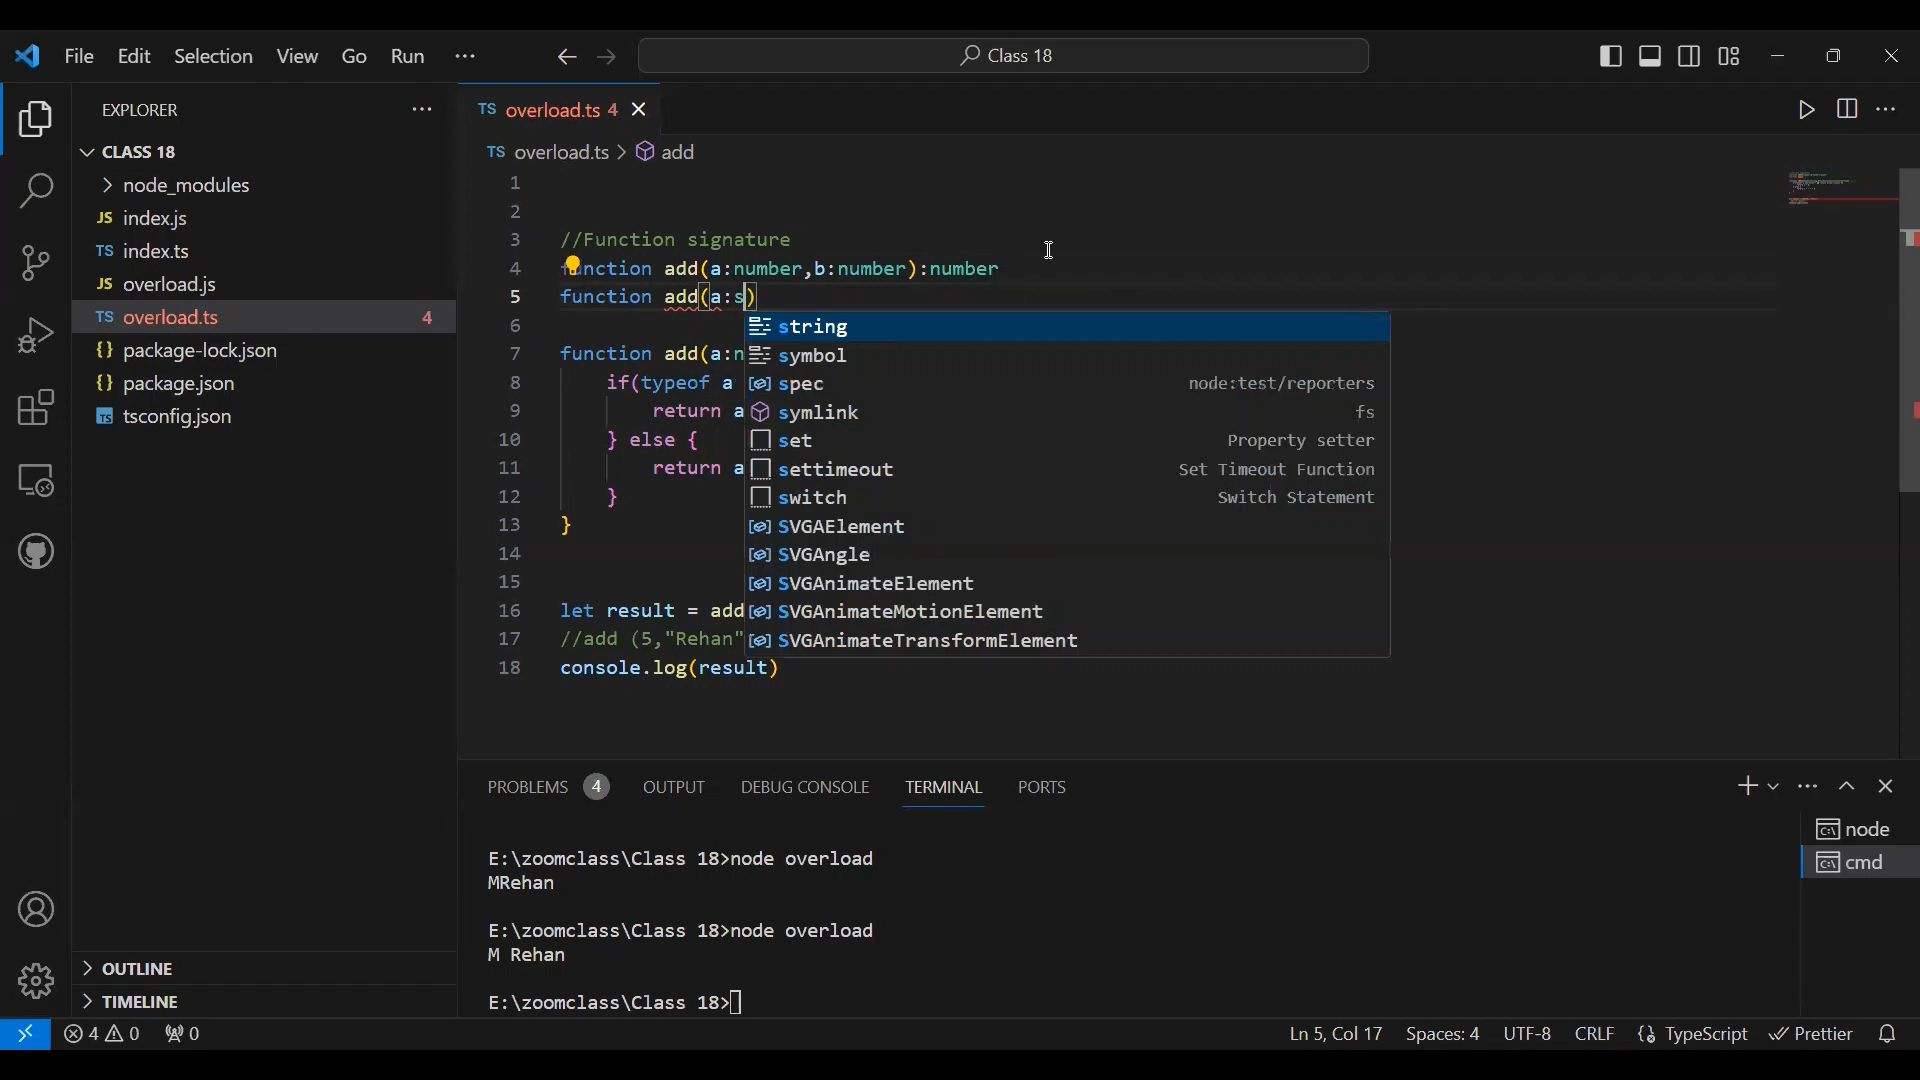 File Edit Selection View Go Run ··· Class 18
EXPLORER ···
CLASS 18
node_modules
JS index.js
TS index.ts
JS overload.js
TS overload.ts 4
{} package-lock.json
{} package.json
TS tsconfig.json
OUTLINE
TIMELINE
TS overload.ts 4
TS overload.ts > add
1
2
3 //Function signature
4 function add(a:number,b:number):number
5 function add(a:s)
6
7 function add(a:n
8 if(typeof a
9 return a
10 } else {
11 return a
12 }
13 }
14
15
16 let result = add
17 //add (5,"Rehan"
18 console.log(result)
string
symbol
spec node:test/reporters
symlink fs
set Property setter
settimeout Set Timeout Function
switch Switch Statement
SVGAElement
SVGAngle
SVGAnimateElement
SVGAnimateMotionElement
SVGAnimateTransformElement
PROBLEMS 4 OUTPUT DEBUG CONSOLE TERMINAL PORTS
E:\zoomclass\Class 18>node overload
MRehan
E:\zoomclass\Class 18>node overload
M Rehan
E:\zoomclass\Class 18>
node
cmd
4 0 0 Ln 5, Col 17 Spaces: 4 UTF-8 CRLF TypeScript Prettier